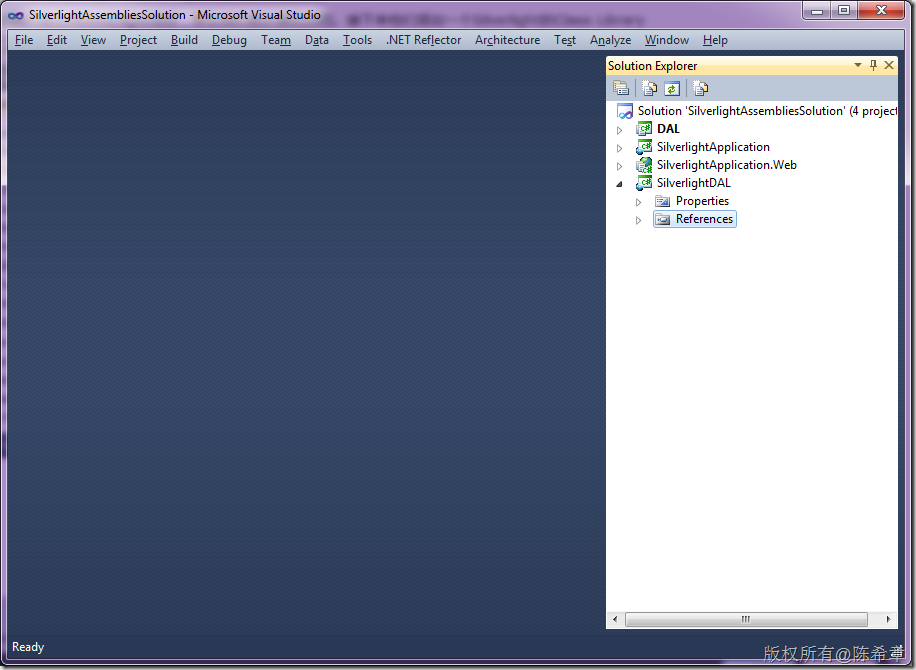 SilverlightAssembliesSolution - Microsoft Visual Studio
File Edit View Project Build Debug Team Data Tools .NET Reflector Architecture Test Analyze Window Help
Solution Explorer
Solution 'SilverlightAssembliesSolution' (4 project
DAL
SilverlightApplication
SilverlightApplication.Web
SilverlightDAL
Properties
References
Ready
版权所有@陈希章